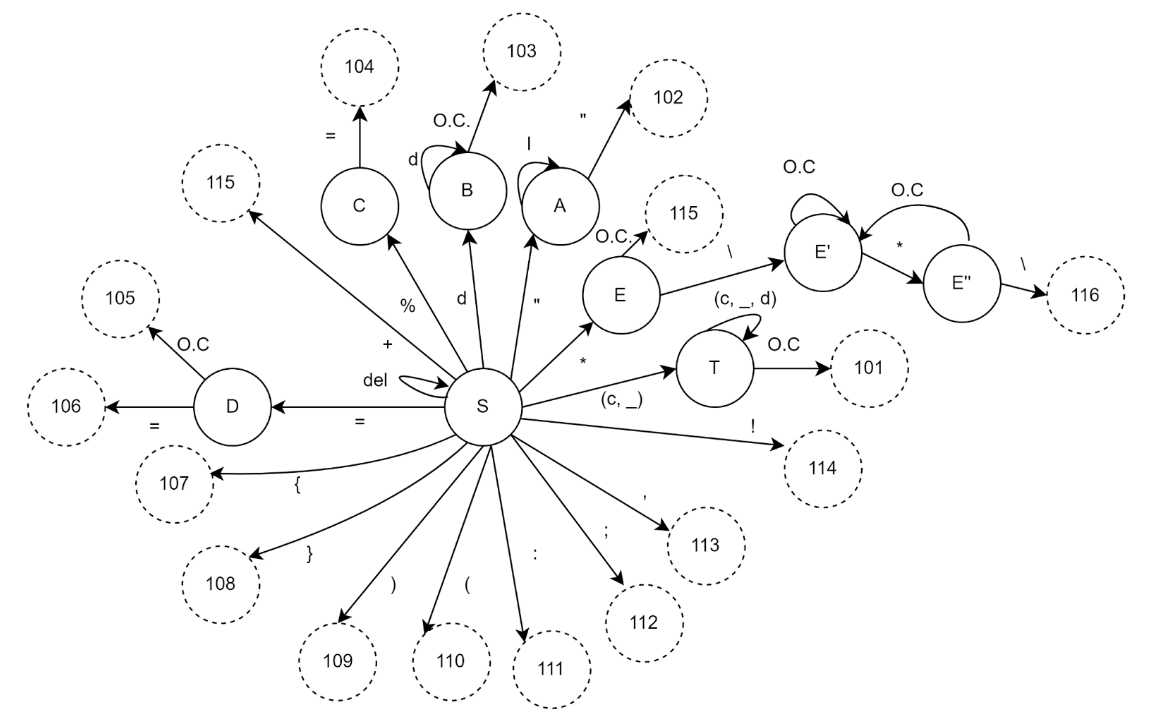 103
104
102
"
O.C.
=
l
d
O.C
115
B
O.C
C
A
115
O.C.
\
E'
*
E"
\
105
%
d
"
E
(c, _, d)
116
+
*
O.C
O.C
T
101
del
106
D
S
(c, _)
=
=
!
107
{
114
,
}
:
;
113
108
)
(
112
109
110
111